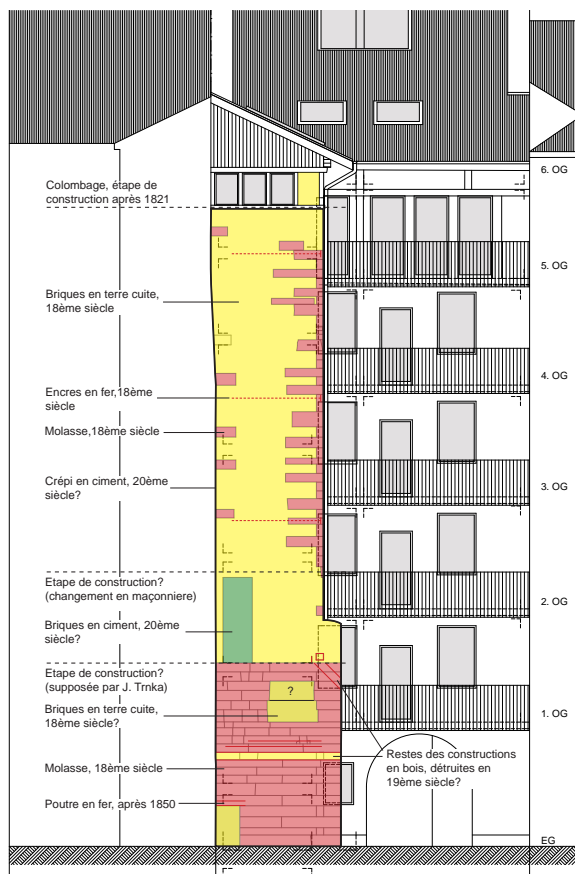 6. OG
Colombage, étape de
construction après 1821
5. OG
Briques en terre cuite,
18ème siècle
4. OG
Encres en fer,18ème
siècle
Molasse,18ème siècle
Crépi en ciment, 20ème
siècle?
3. OG
Etape de construction?
(changement en maçonniere)
2. OG
Briques en ciment, 20ème
siècle?
Etape de construction?
(supposée par J. Trnka)
?
Briques en terre cuite,
18ème siècle?
1. OG
Restes des constructions
en bois, détruites en
19ème siècle?
Molasse, 18ème siècle
Poutre en fer, après 1850
EG